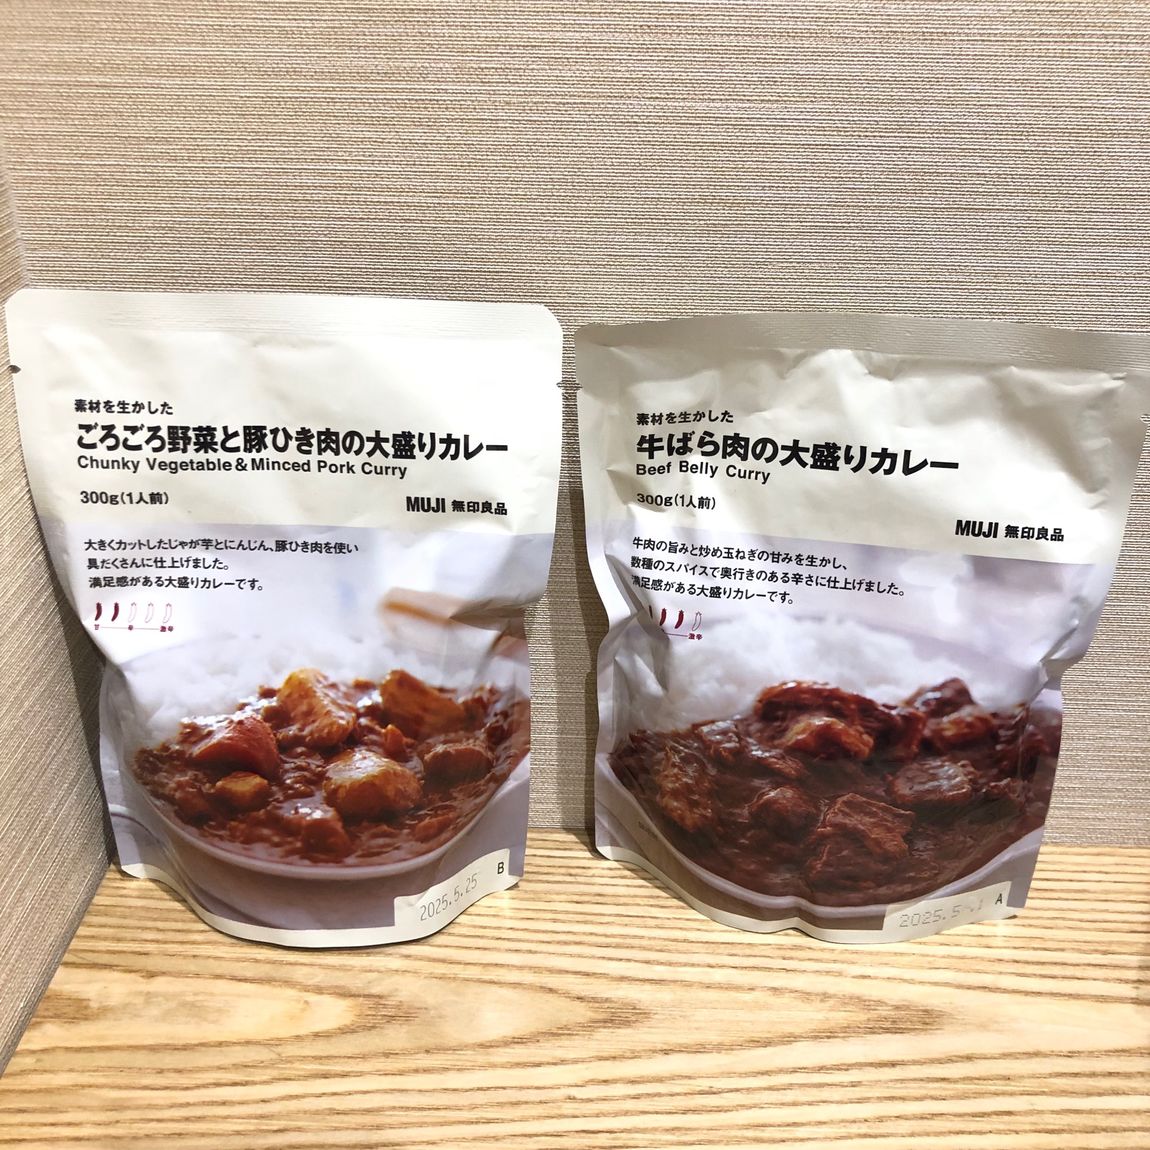 素材を生かした
ごろごろ野菜と豚ひき肉の大盛りカレー
Chunky Vegetable & Minced Pork Curry
300g(1人前)
MUJI 無印良品
大きくカットしたじゃが芋とにんじん、豚ひき肉を使い
具だくさんに仕上げました。
満足感がある大盛りカレーです。
甘 辛 激辛
2025.5.25 B
素材を生かした
牛ばら肉の大盛りカレー
Beef Belly Curry
300g(1人前)
MUJI 無印良品
牛肉の旨みと炒め玉ねぎの甘みを生かし、
数種のスパイスで奥行きのある辛さに仕上げました。
満足感がある大盛りカレーです。
激辛
A